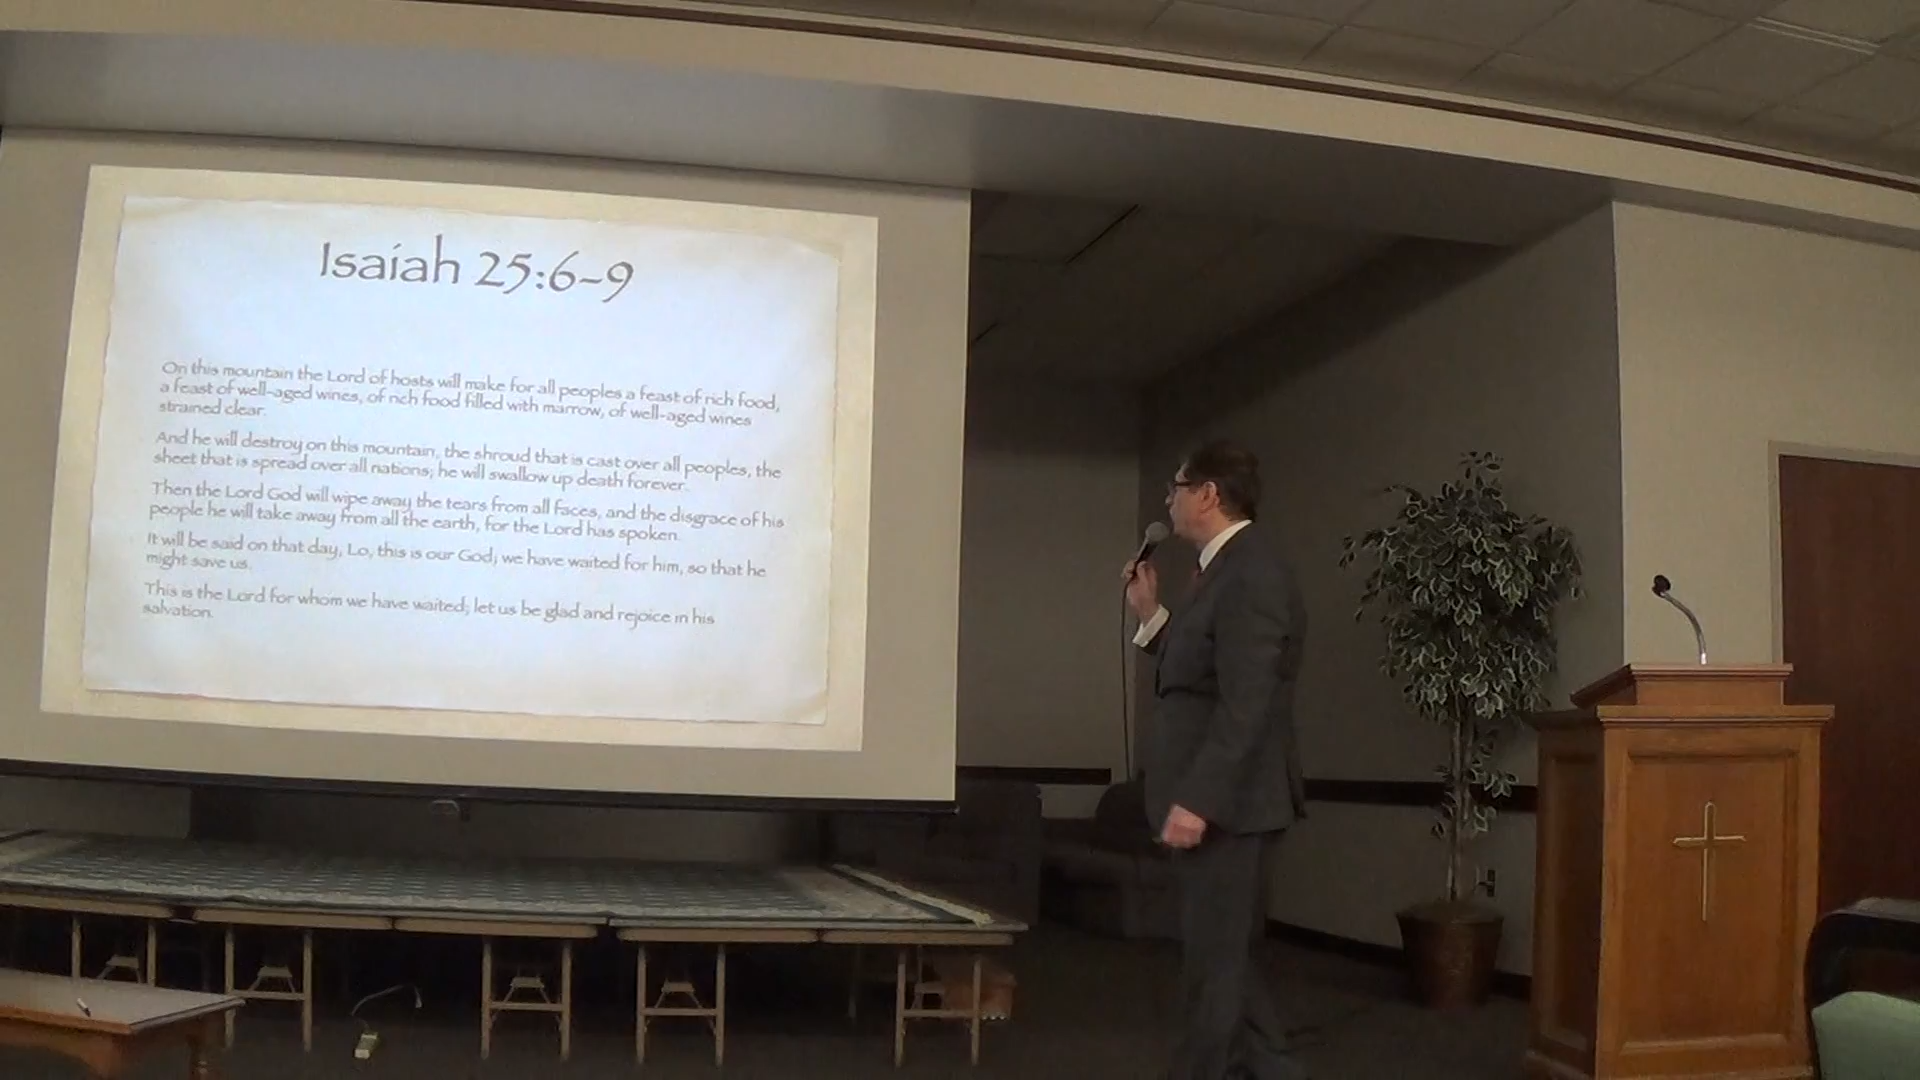 Isaiah 25:6-9
On this mountain the Lord of hosts will make for all peoples a feast of rich food,
a feast of well-aged wines, of rich food filled with marrow, of well-aged wines
strained clear.
And he will destroy on this mountain, the shroud that is cast over all peoples, the
sheet that is spread over all nations; he will swallow up death forever.
Then the Lord God will wipe away the tears from all faces, and the disgrace of his
people he will take away from all the earth, for the Lord has spoken.
It will be said on that day, Lo, this is our God; we have waited for him, so that he
might save us.
This is the Lord for whom we have waited; let us be glad and rejoice in his
salvation.